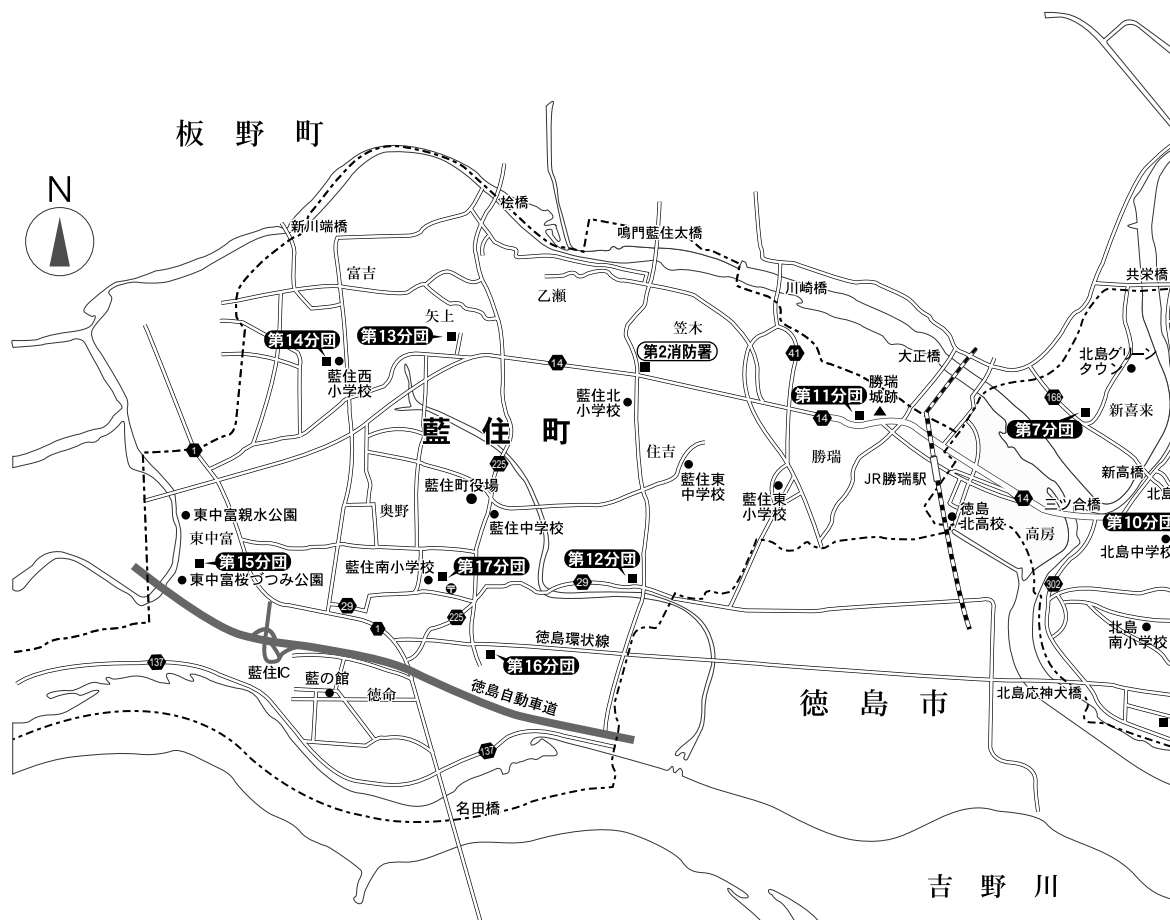 板野町
N
新川端橋
桧橋
鳴門藍住大橋
共栄橋
富吉
乙瀬
川崎橋
矢上
笠木
第14分団
第13分団
第2消防署
41
大正橋
北島グリーン
タウン
藍住西
小学校
14
藍住北
小学校
第11分団
勝瑞
城跡
168
新喜来
14
第7分団
藍住町
1
225
住吉
勝瑞
藍住東
中学校
藍住東
小学校
JR勝瑞駅
新高橋
藍住町役場
14
三ツ合橋
北島
奥野
藍住中学校
徳島
北高校
高房
第10分団
北島中学校
東中富親水公園
東中富
第15分団
東中富桜づつみ公園
藍住南小学校
第17分団
〒
第12分団
29
302
29
225
1
徳島環状線
北島
南小学校
137
第16分団
藍住IC
藍の館
徳命
徳島自動車道
徳島市
北島応神大橋
137
名田橋
吉野川